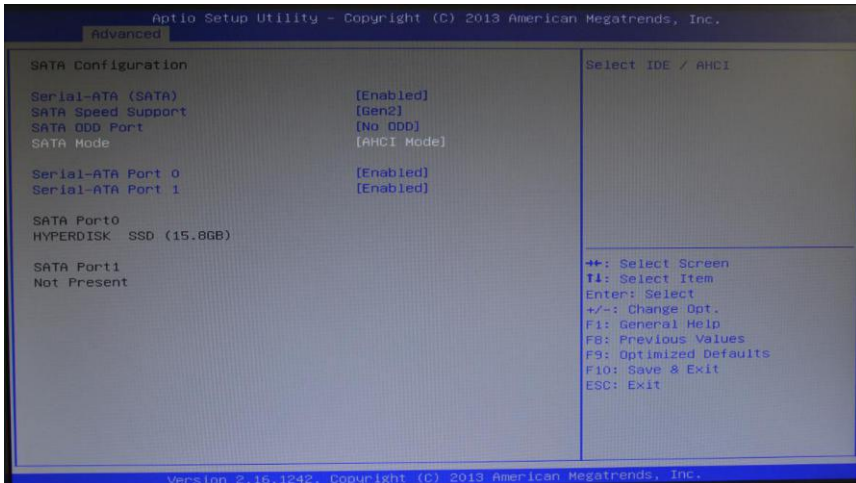 Aptio Setup Utility - Copyright (C) 2013 American Megatrends, Inc.
Advanced
SATA Configuration
Serial-ATA (SATA) [Enabled]
SATA Speed Support [Gen2]
SATA ODD Port [No ODD]
SATA Mode [AHCI Mode]
Serial-ATA Port 0 [Enabled]
Serial-ATA Port 1 [Enabled]
SATA Port0
HYPERDISK SSD (15.8GB)
SATA Port1
Not Present
Select IDE / AHCI
→←: Select Screen
↑↓: Select Item
Enter: Select
+/-: Change Opt.
F1: General Help
F8: Previous Values
F9: Optimized Defaults
F10: Save & Exit
ESC: Exit
Version 2.16.1242. Copyright (C) 2013 American Megatrends, Inc.